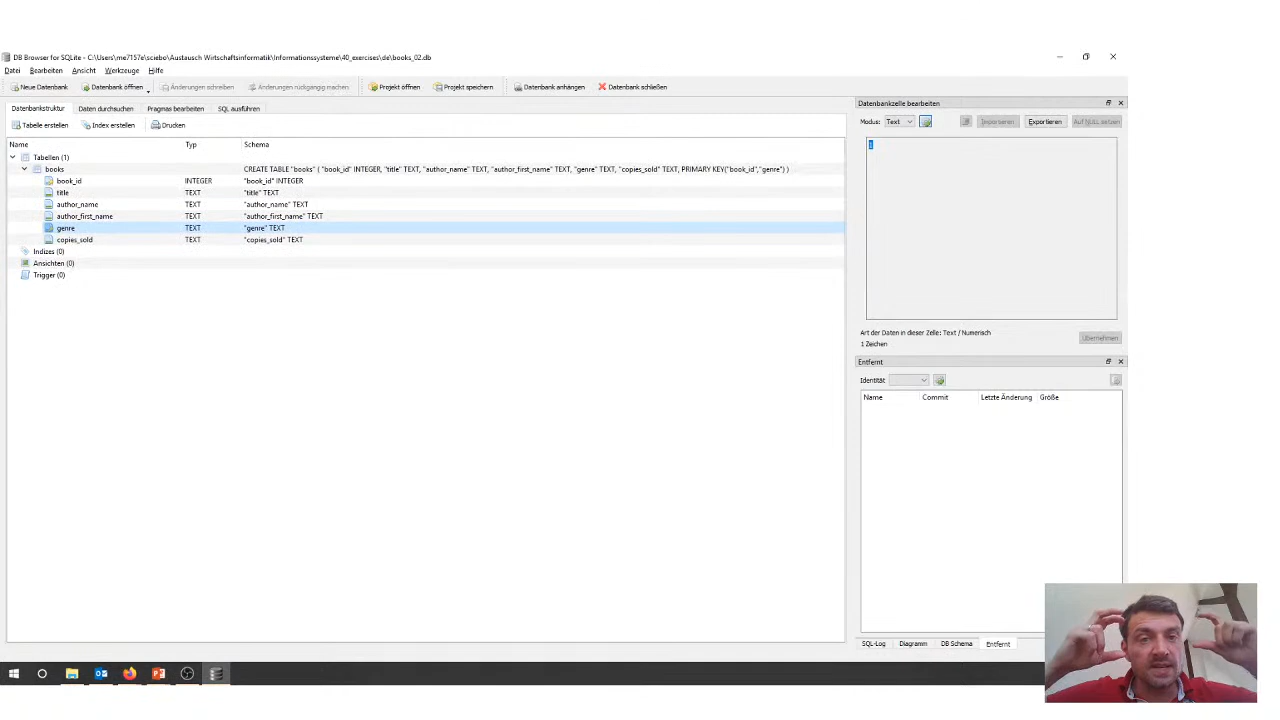 DB Browser for SQLite - C:\Users\me7157e\sciebo\Austausch Wirtschaftsinformatik\Informationssysteme\40_exercises\de\books_02.db
Datei Bearbeiten Ansicht Werkzeuge Hilfe
Neue Datenbank Datenbank öffnen Änderungen schreiben Änderungen rückgängig machen Projekt öffnen Projekt speichern Datenbank anhängen Datenbank schließen
Datenbankstruktur Daten durchsuchen Pragmas bearbeiten SQL ausführen
Tabelle erstellen Index erstellen Drucken
Name Typ Schema
Tabellen (1)
books CREATE TABLE "books" ( "book_id" INTEGER, "title" TEXT, "author_name" TEXT, "author_first_name" TEXT, "genre" TEXT, "copies_sold" TEXT, PRIMARY KEY("book_id","genre") )
book_id INTEGER "book_id" INTEGER
title TEXT "title" TEXT
author_name TEXT "author_name" TEXT
author_first_name TEXT "author_first_name" TEXT
genre TEXT "genre" TEXT
copies_sold TEXT "copies_sold" TEXT
Indizes (0)
Ansichten (0)
Trigger (0)
Datenbankzelle bearbeiten
Modus: Text Importieren Exportieren Auf NULL setzen
1
Art der Daten in dieser Zelle: Text / Numerisch
1 Zeichen
Übernehmen
Entfernt
Identität
Name Commit Letzte Änderung Größe
SQL-Log Diagramm DB Schema Entfernt